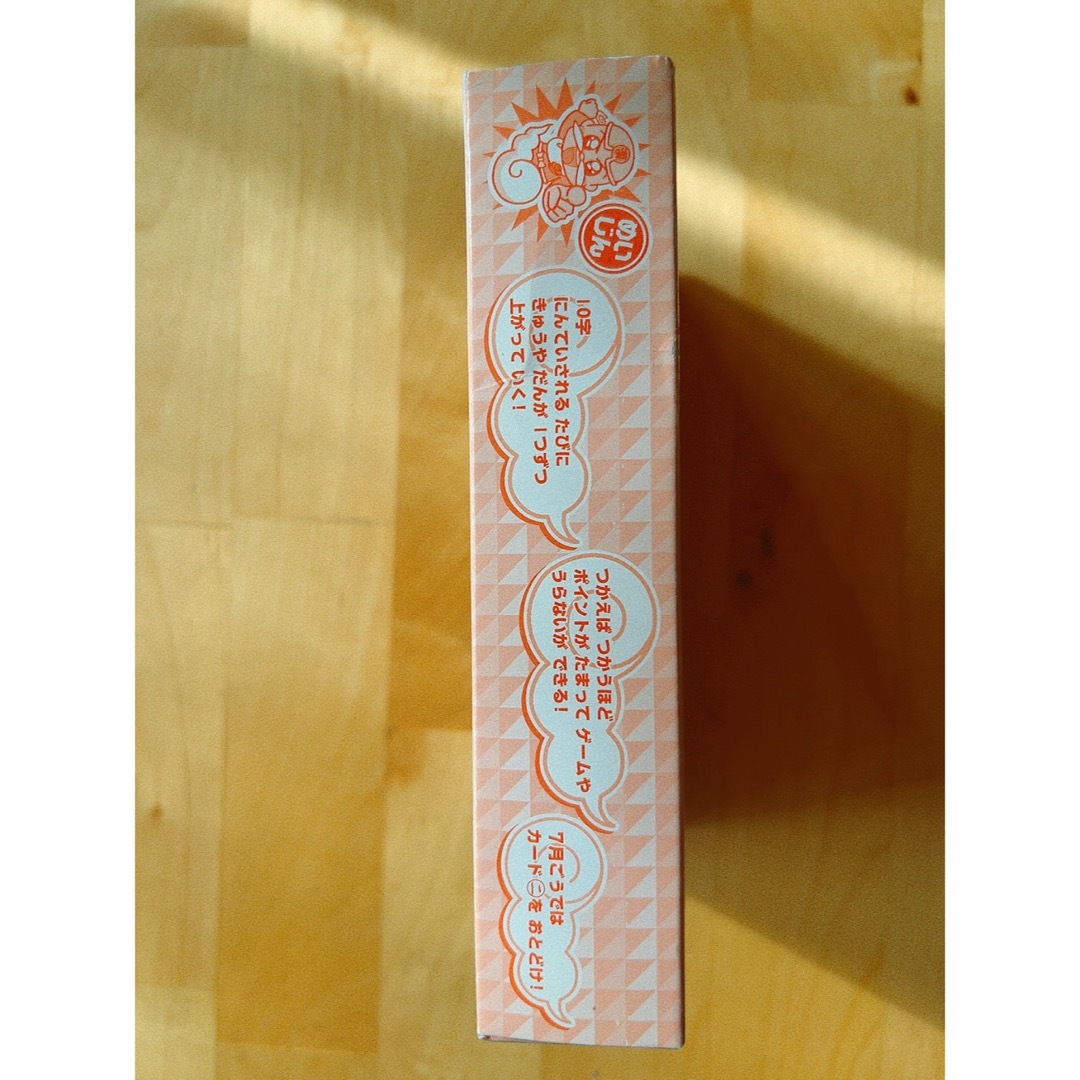 めい
じん
10字
にんていされる たびに
きゅうや だんが 1つずつ
上がって いく!
つかえば つかうほど
ポイントが たまって ゲームや
うらないが できる!
7月ごうでは
カード㊁を おとどけ!